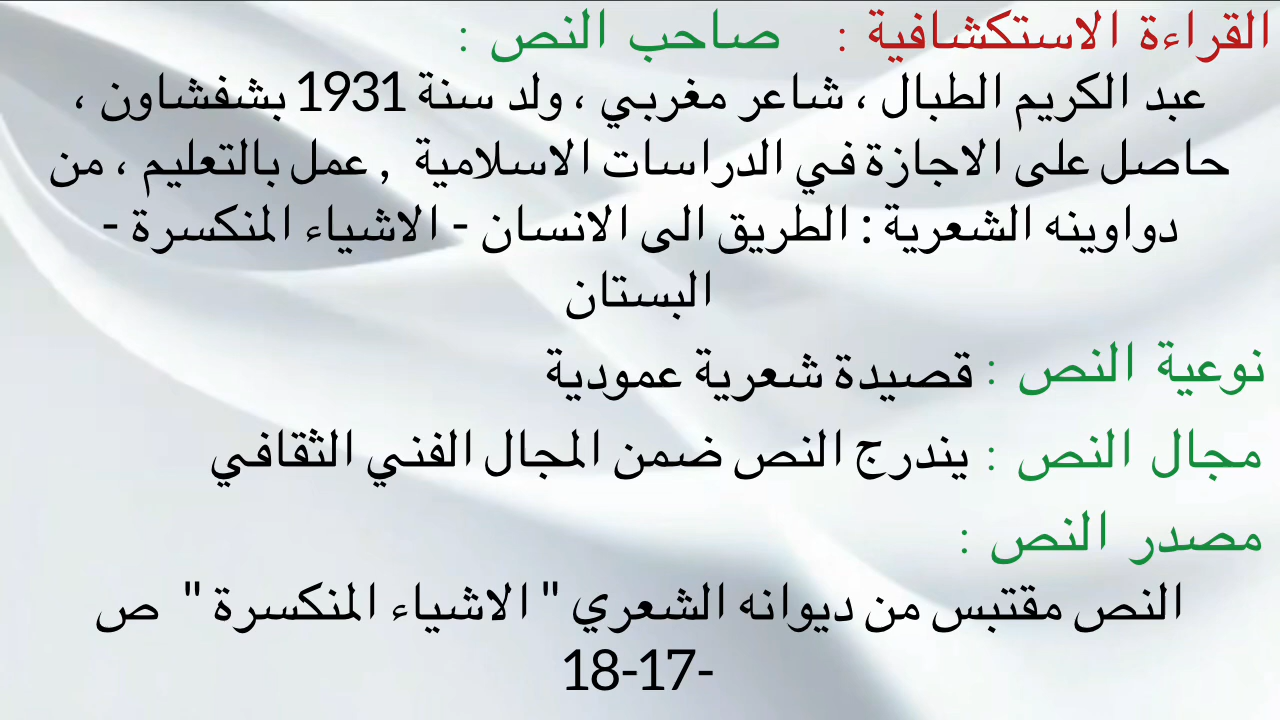 القراءة الاستكشافية : صاحب النص :
عبد الكريم الطبال ، شاعر مغربي ، ولد سنة 1931 بشفشاون ،
حاصل على الاجازة في الدراسات الاسلامية , عمل بالتعليم ، من
دواوينه الشعرية : الطريق الى الانسان - الاشياء المنكسرة -
البستان
نوعية النص : قصيدة شعرية عمودية
مجال النص : يندرج النص ضمن المجال الفني الثقافي
مصدر النص :
النص مقتبس من ديوانه الشعري " الاشياء المنكسرة " ص
18-17-